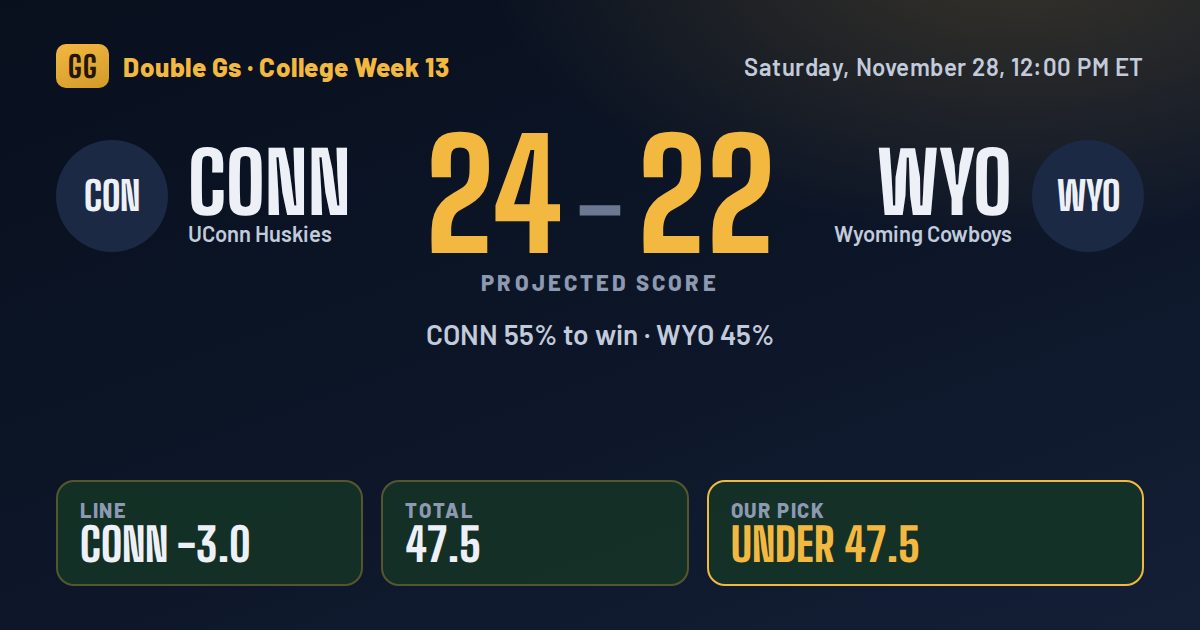 GG Double Gs · College Week 13
Saturday, November 28, 12:00 PM ET
CON
CONN
UConn Huskies
24 – 22
WYO
Wyoming Cowboys
WYO
PROJECTED SCORE
CONN 55% to win · WYO 45%
LINE
CONN −3.0
TOTAL
47.5
OUR PICK
UNDER 47.5